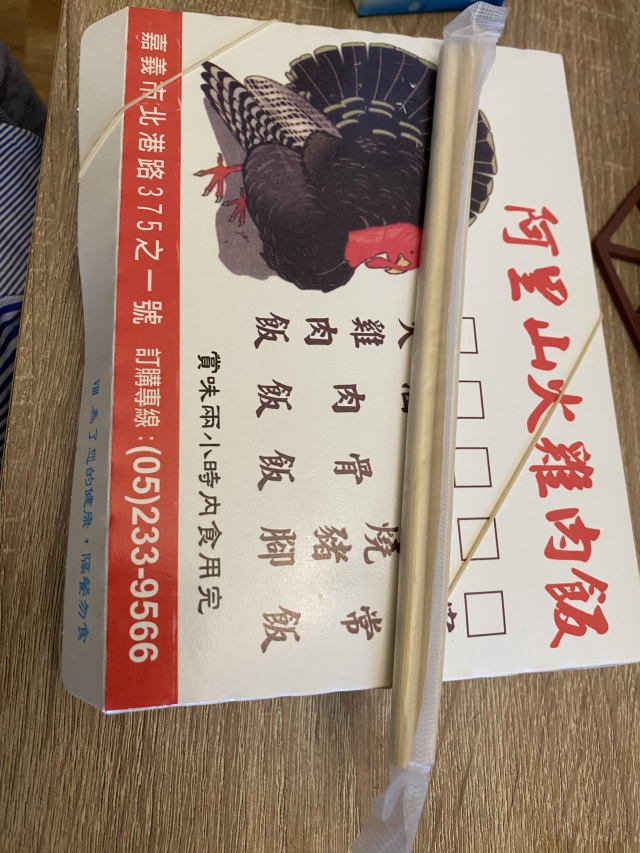 阿里山火雞肉飯
雞肉飯
肉飯
骨飯
燒豬腳
常飯
賞味兩小時內食用完
嘉義市北港路375之一號 訂購專線:(05)233-9566
為了您的健康，隔餐勿食